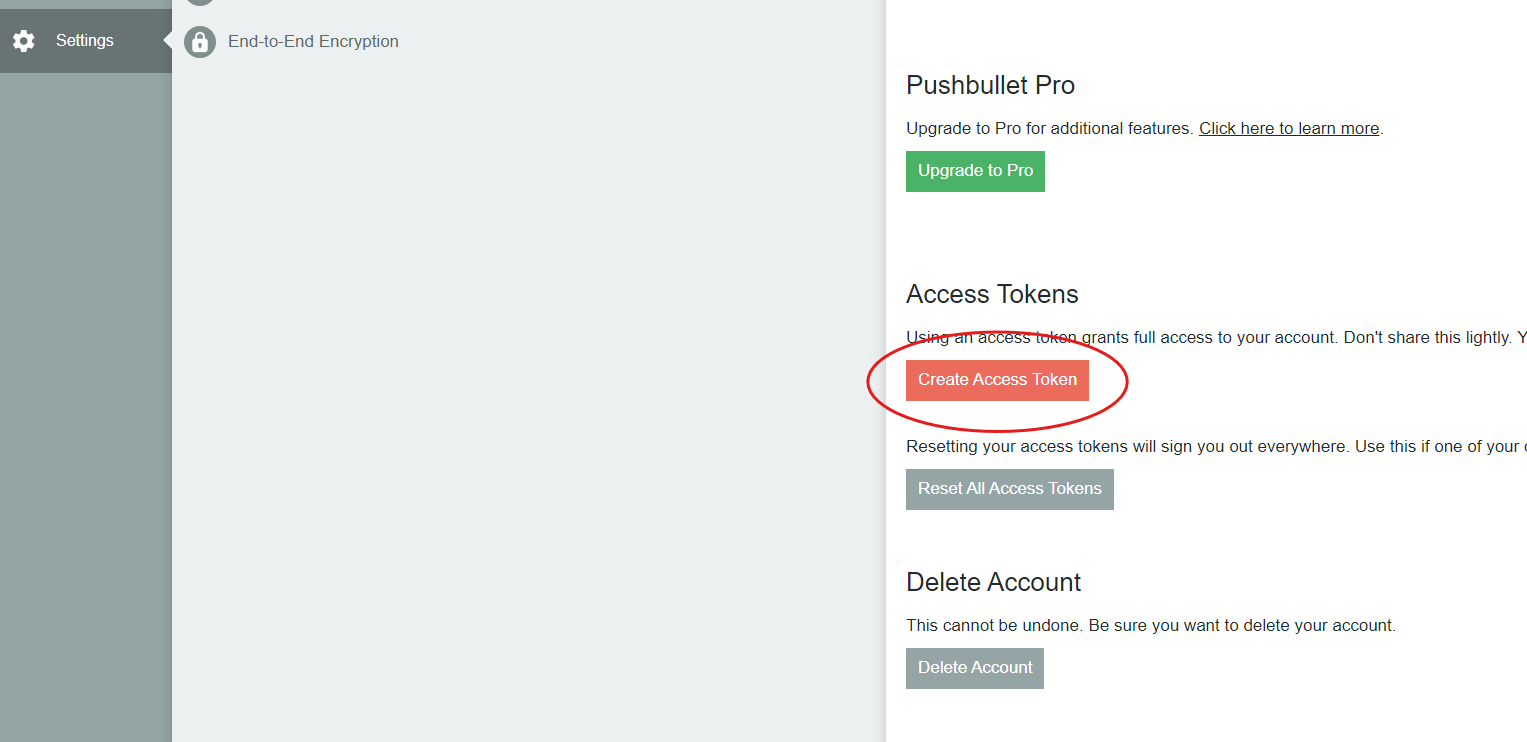 Settings
End-to-End Encryption
Pushbullet Pro
Upgrade to Pro for additional features. Click here to learn more.
Upgrade to Pro
Access Tokens
Using an access token grants full access to your account. Don't share this lightly. Y
Create Access Token
Resetting your access tokens will sign you out everywhere. Use this if one of your
Reset All Access Tokens
Delete Account
This cannot be undone. Be sure you want to delete your account.
Delete Account